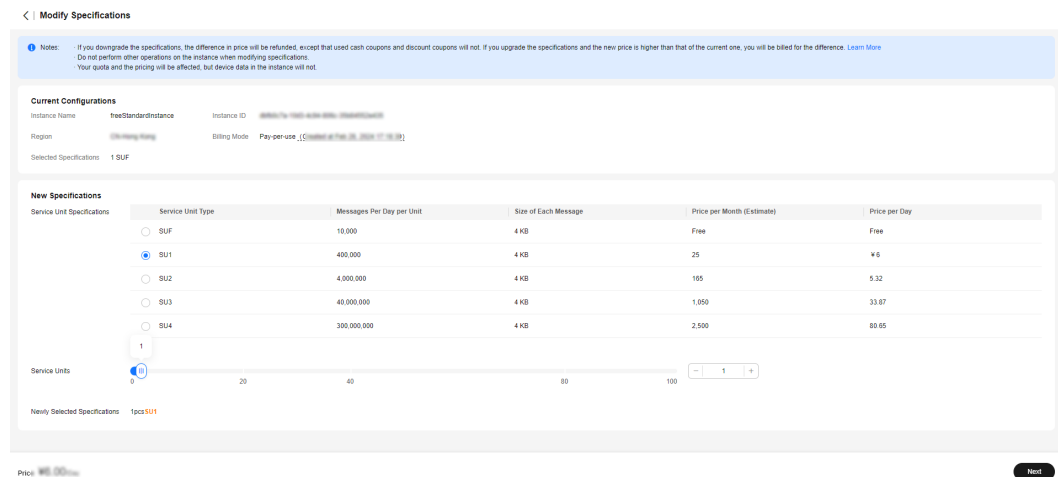 Modify Specifications
Notes: · If you downgrade the specifications, the difference in price will be refunded, except that used cash coupons and discount coupons will not. If you upgrade the specifications and the new price is higher than that of the current one, you will be billed for the difference. Learn More
· Do not perform other operations on the instance when modifying specifications.
· Your quota and the pricing will be affected, but device data in the instance will not.
Current Configurations
Instance Name freeStandardInstance Instance ID
Region Billing Mode Pay-per-use
Selected Specifications 1 SUF
New Specifications
Service Unit Specifications Service Unit Type Messages Per Day per Unit Size of Each Message Price per Month (Estimate) Price per Day
SUF 10,000 4 KB Free Free
SU1 400,000 4 KB 25 ¥6
SU2 4,000,000 4 KB 165 5.32
SU3 40,000,000 4 KB 1,050 33.87
SU4 300,000,000 4 KB 2,500 80.65
1
Service Units − 1 +
0 20 40 80 100
Newly Selected Specifications 1pcs SU1
Price: ¥6.00
Next